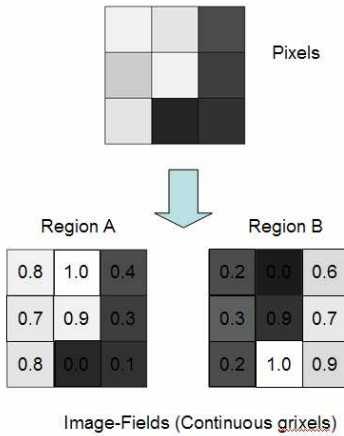 Pixels
Region A Region B
0.8 1.0 0.4 0.2 0.0 0.6
0.7 0.9 0.3 0.3 0.9 0.7
0.8 0.0 0.1 0.2 1.0 0.9
Image-Fields (Continuous grixels)